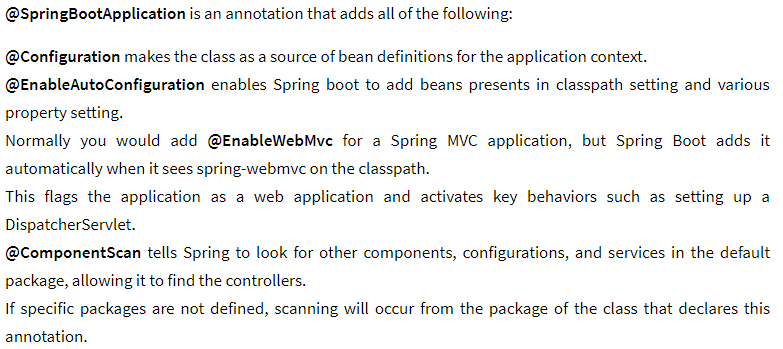 @SpringBootApplication is an annotation that adds all of the following:
@Configuration makes the class as a source of bean definitions for the application context.
@EnableAutoConfiguration enables Spring boot to add beans presents in classpath setting and various
property setting.
Normally you would add @EnableWebMvc for a Spring MVC application, but Spring Boot adds it
automatically when it sees spring-webmvc on the classpath.
This flags the application as a web application and activates key behaviors such as setting up a
DispatcherServlet.
@ComponentScan tells Spring to look for other components, configurations, and services in the default
package, allowing it to find the controllers.
If specific packages are not defined, scanning will occur from the package of the class that declares this
annotation.